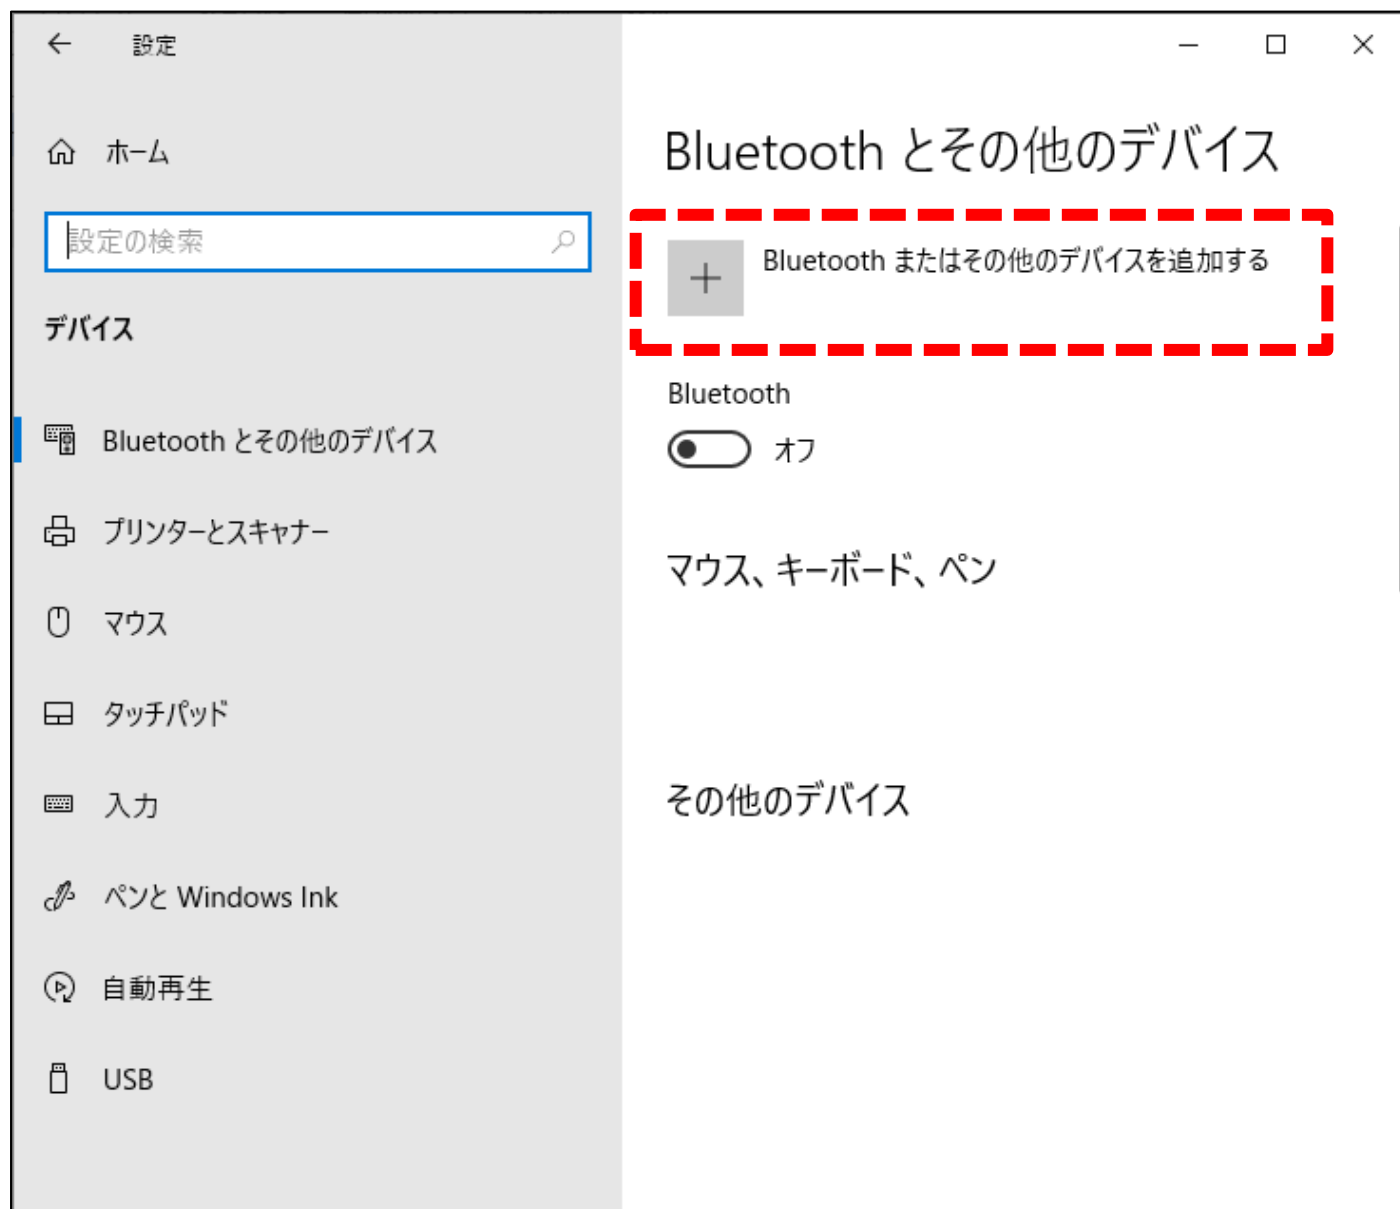 設定
ホーム
設定の検索
デバイス
Bluetooth とその他のデバイス
プリンターとスキャナー
マウス
タッチパッド
入力
ペンと Windows Ink
自動再生
USB
Bluetooth とその他のデバイス
Bluetooth またはその他のデバイスを追加する
Bluetooth
オフ
マウス、キーボード、ペン
その他のデバイス